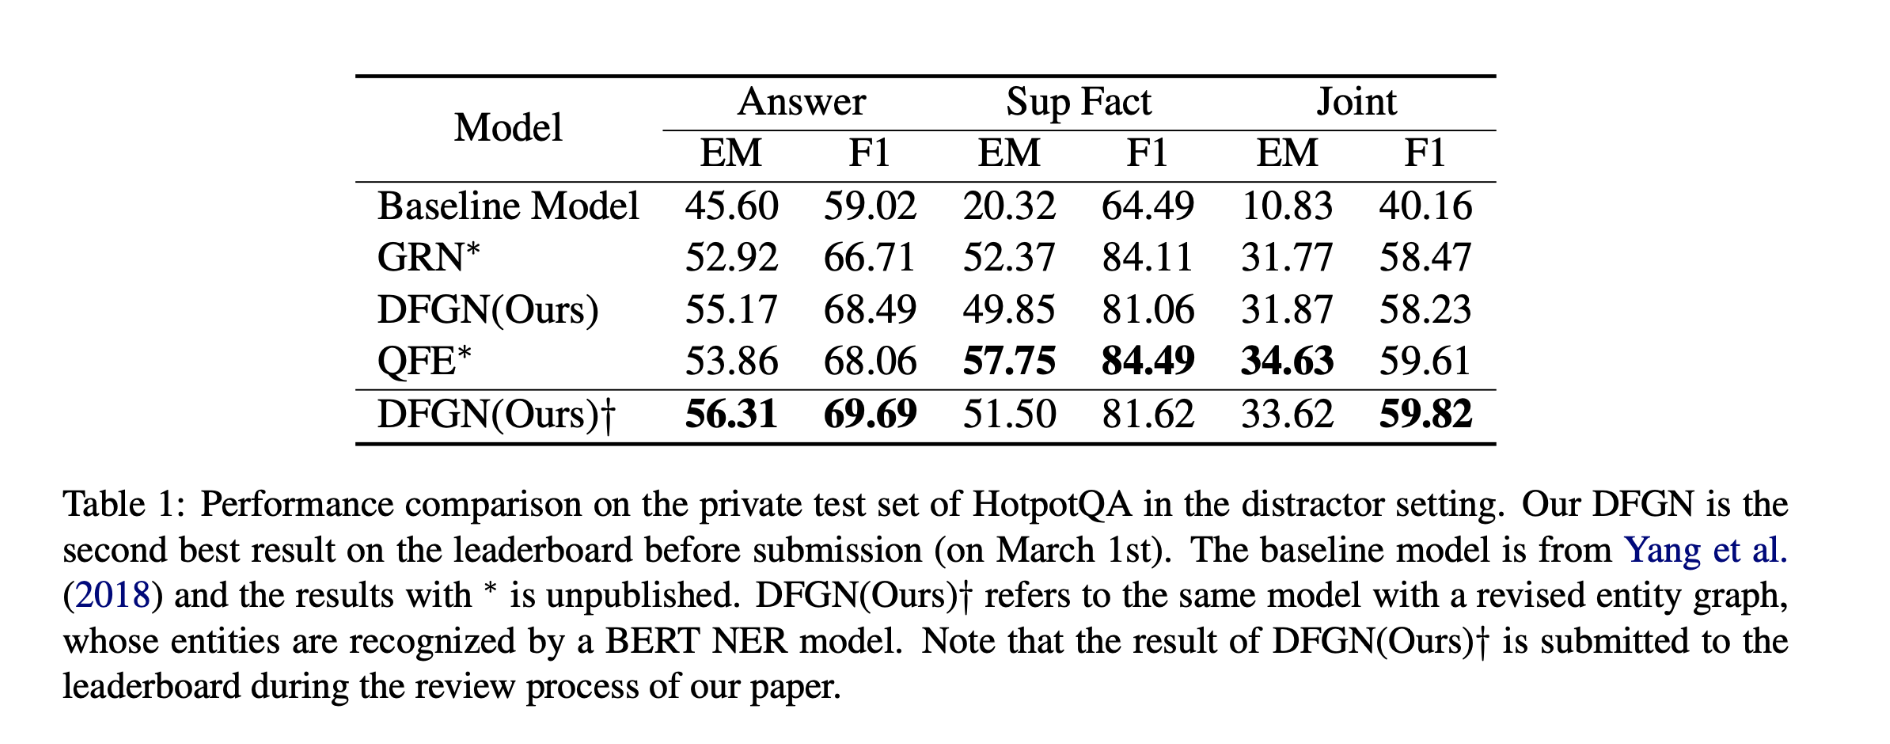 Model Answer Sup Fact Joint
EM F1 EM F1 EM F1
Baseline Model 45.60 59.02 20.32 64.49 10.83 40.16
GRN* 52.92 66.71 52.37 84.11 31.77 58.47
DFGN(Ours) 55.17 68.49 49.85 81.06 31.87 58.23
QFE* 53.86 68.06 57.75 84.49 34.63 59.61
DFGN(Ours)† 56.31 69.69 51.50 81.62 33.62 59.82
Table 1: Performance comparison on the private test set of HotpotQA in the distractor setting. Our DFGN is the
second best result on the leaderboard before submission (on March 1st). The baseline model is from Yang et al.
(2018) and the results with * is unpublished. DFGN(Ours)† refers to the same model with a revised entity graph,
whose entities are recognized by a BERT NER model. Note that the result of DFGN(Ours)† is submitted to the
leaderboard during the review process of our paper.